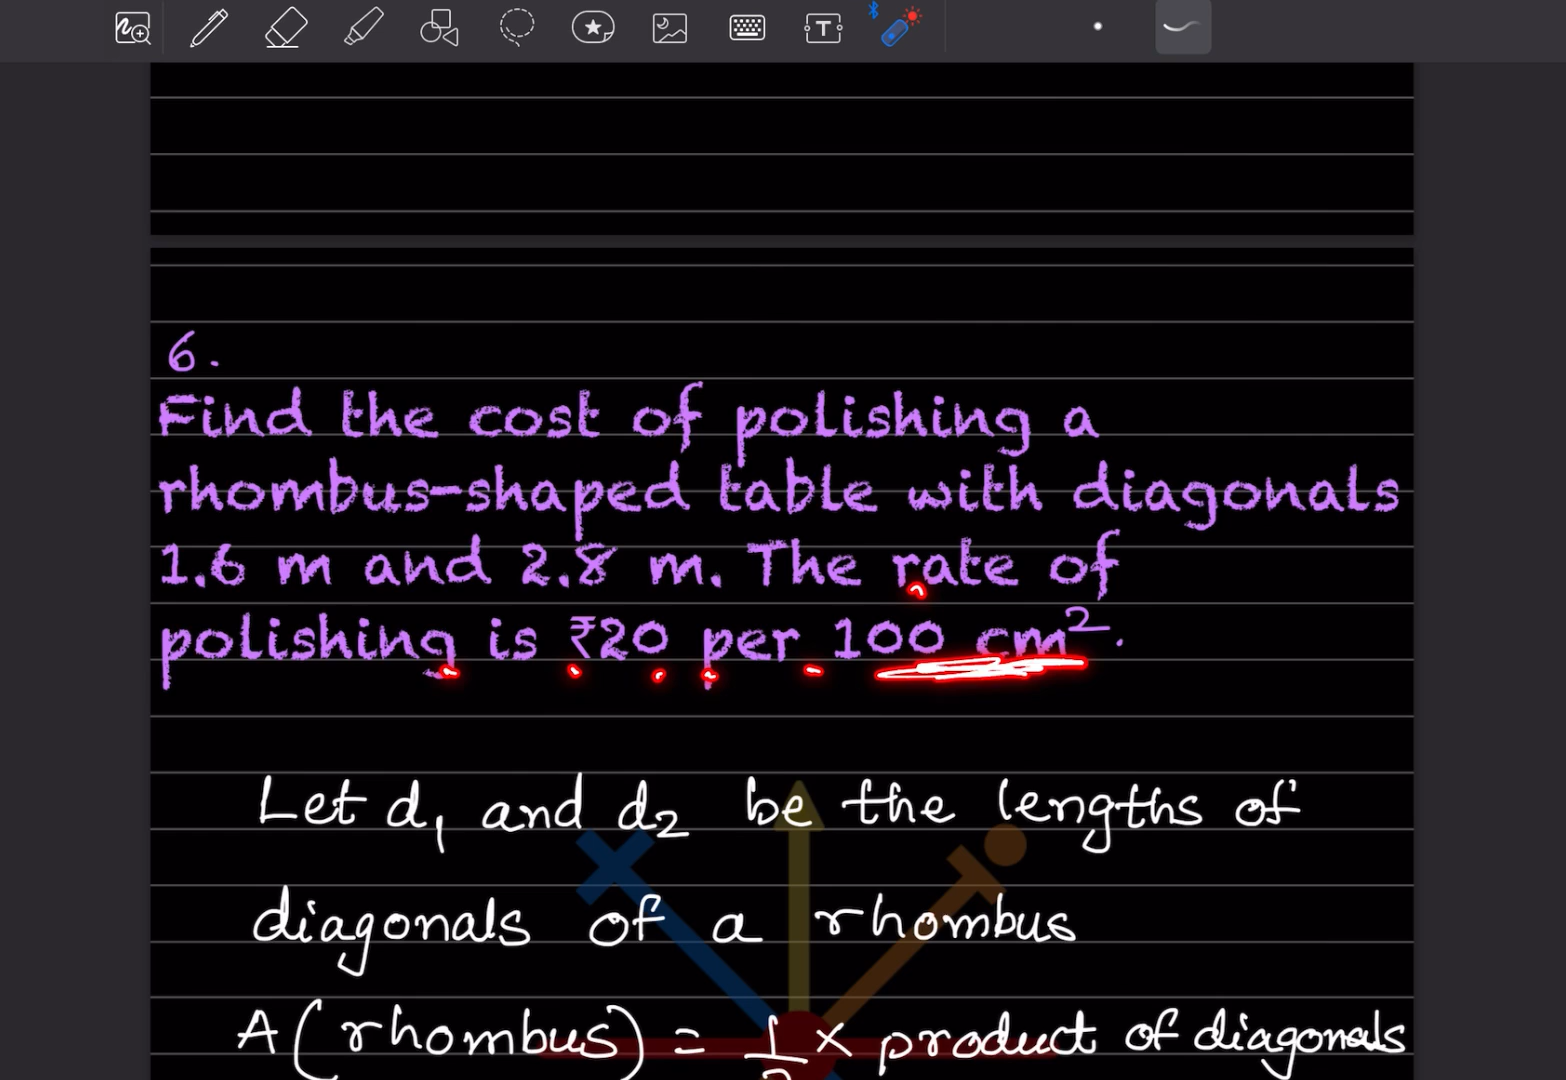 6.
Find the cost of polishing a
rhombus-shaped table with diagonals
1.6 m and 2.8 m. The rate of
polishing is ₹20 per 100 cm².
Let d₁ and d₂ be the lengths of
diagonals of a rhombus
A(rhombus) = 1/2 × product of diagonals